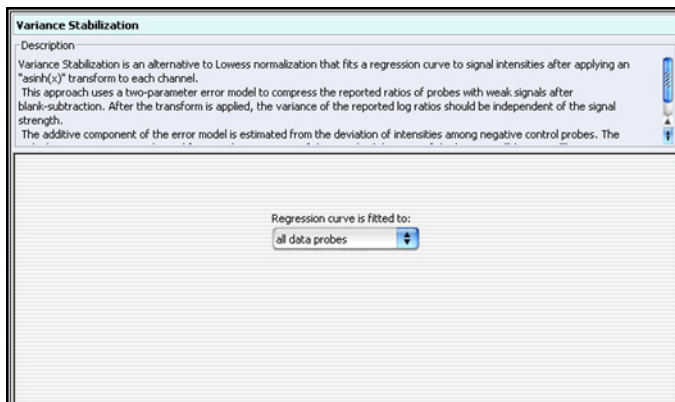 Variance Stabilization
Description
Variance Stabilization is an alternative to Lowess normalization that fits a regression curve to signal intensities after applying an
"asinh(x)" transform to each channel.
This approach uses a two-parameter error model to compress the reported ratios of probes with weak signals after
blank-subtraction. After the transform is applied, the variance of the reported log ratios should be independent of the signal
strength.
The additive component of the error model is estimated from the deviation of intensities among negative control probes. The
Regression curve is fitted to:
all data probes